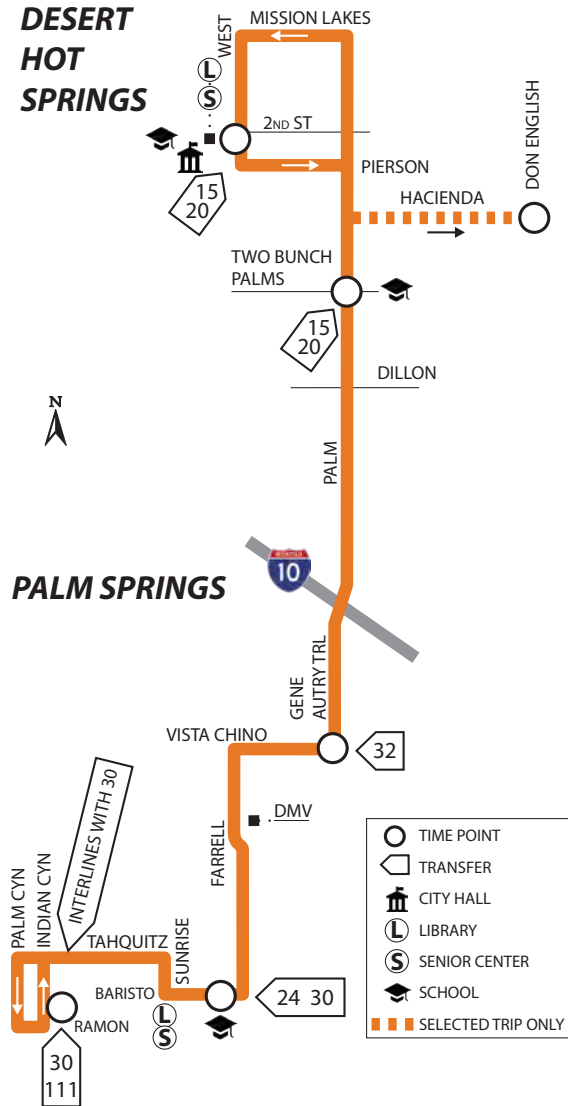 DESERT
HOT
SPRINGS
MISSION LAKES
WEST
L
S
2ND ST
PIERSON
15
20
HACIENDA
DON ENGLISH
TWO BUNCH
PALMS
15
20
DILLON
N
PALM
INTERSTATE
10
PALM SPRINGS
GENE
AUTRY TRL
VISTA CHINO
32
DMV
FARRELL
INTERLINES WITH 30
PALM CYN
INDIAN CYN
TAHQUITZ
SUNRISE
BARISTO
L
S
24 30
RAMON
30
111
TIME POINT
TRANSFER
CITY HALL
L LIBRARY
S SENIOR CENTER
SCHOOL
SELECTED TRIP ONLY